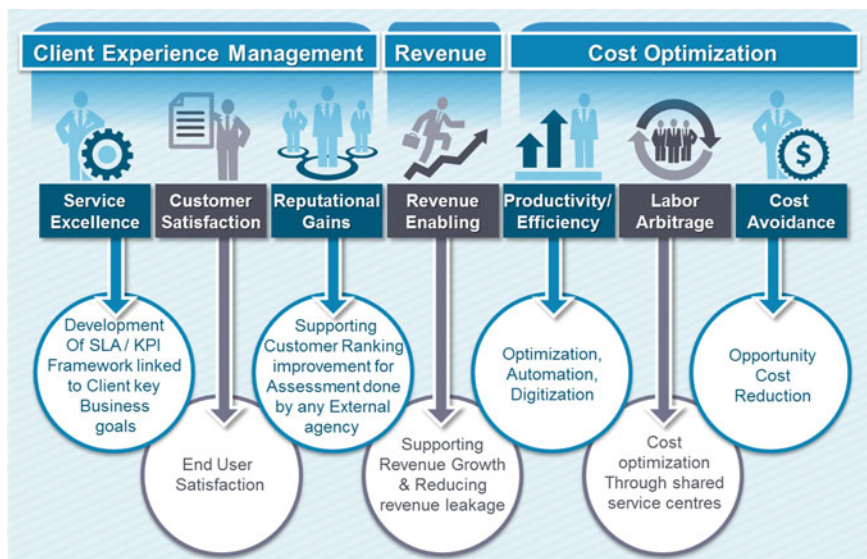 Client Experience Management
Revenue
Cost Optimization
$
Service
Excellence
Customer
Satisfaction
Reputational
Gains
Revenue
Enabling
Productivity/
Efficiency
Labor
Arbitrage
Cost
Avoidance
Development
Of SLA / KPI
Framework linked
to Client key
Business
goals
End User
Satisfaction
Supporting
Customer Ranking
improvement for
Assessment done
by any External
agency
Supporting
Revenue Growth
& Reducing
revenue leakage
Optimization,
Automation,
Digitization
Cost
optimization
Through shared
service centres
Opportunity
Cost
Reduction